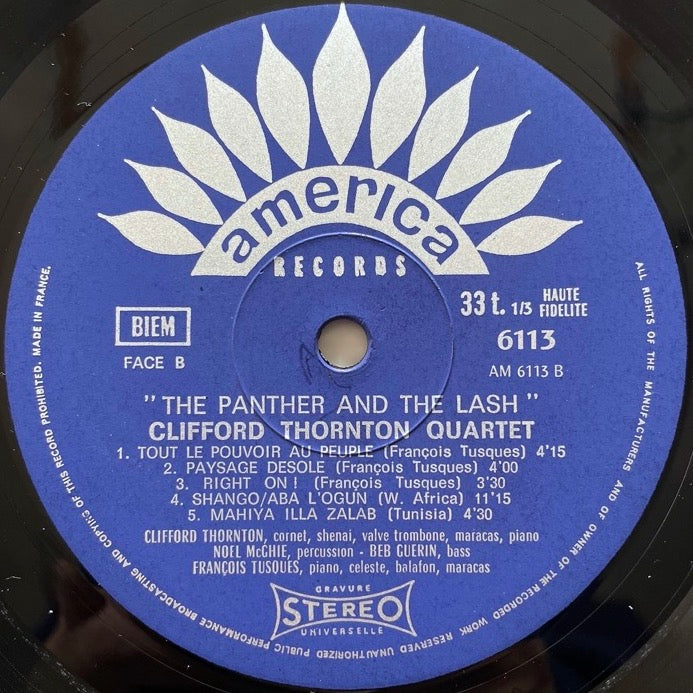 america
RECORDS
BIEM
FACE B
33 t. 1/3 HAUTE FIDELITE
6113
AM 6113 B
"THE PANTHER AND THE LASH"
CLIFFORD THORNTON QUARTET
1. TOUT LE POUVOIR AU PEUPLE (François Tusques) 4'15
2. PAYSAGE DESOLE (François Tusques) 4'00
3. RIGHT ON! (François Tusques) 3'30
4. SHANGO/ABA L'OGUN (W. Africa) 11'15
5. MAHIYA ILLA ZALAB (Tunisia) 4'30
CLIFFORD THORNTON, cornet, shenai, valve trombone, maracas, piano
NOEL McGHIE, percussion - BEB GUERIN, bass
FRANÇOIS TUSQUES, piano, celeste, balafon, maracas
GRAVURE
STEREO
UNIVERSELLE
ALL RIGHTS OF THE MANUFACTURERS AND OF OWNER OF THE RECORDED WORK RESERVED UNAUTHORIZED PUBLIC PERFORMANCE BROADCASTING AND COPYING OF THIS RECORD PROHIBITED. MADE IN FRANCE.